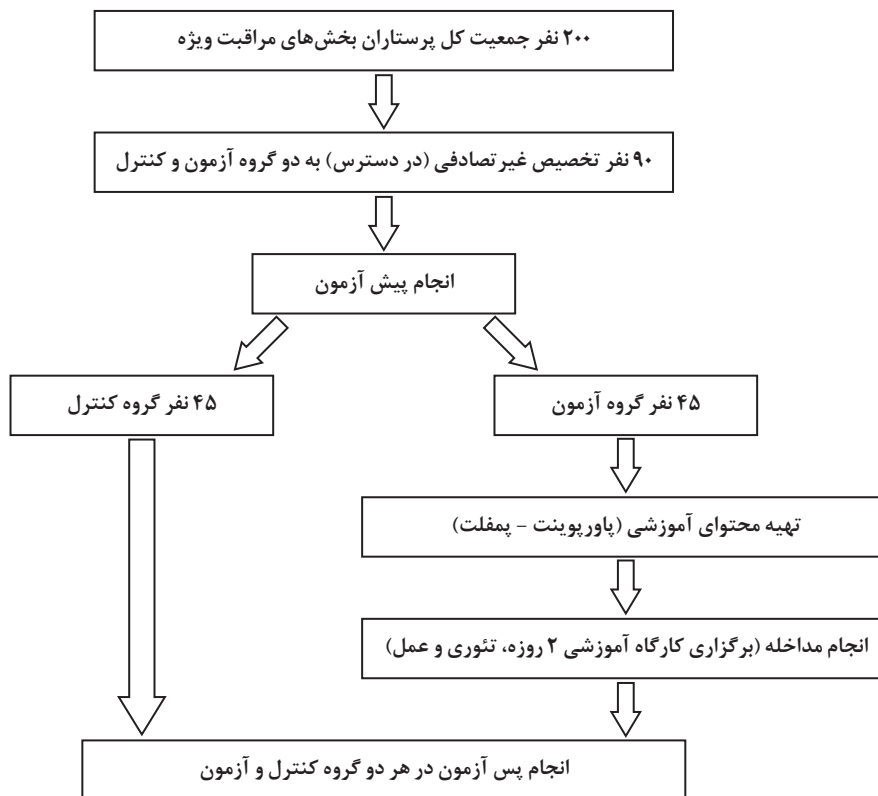 ۲۰۰ نفر جمعیت کل پرستاران بخش‌های مراقبت ویژه
۹۰ نفر تخصیص غیرتصادفی (در دسترس) به دو گروه آزمون و کنترل
انجام پیش آزمون
۴۵ نفر گروه آزمون
۴۵ نفر گروه کنترل
تهیه محتوای آموزشی (پاورپوینت - پمفلت)
انجام مداخله (برگزاری کارگاه آموزشی ۲ روزه، تئوری و عمل)
انجام پس آزمون در هر دو گروه کنترل و آزمون